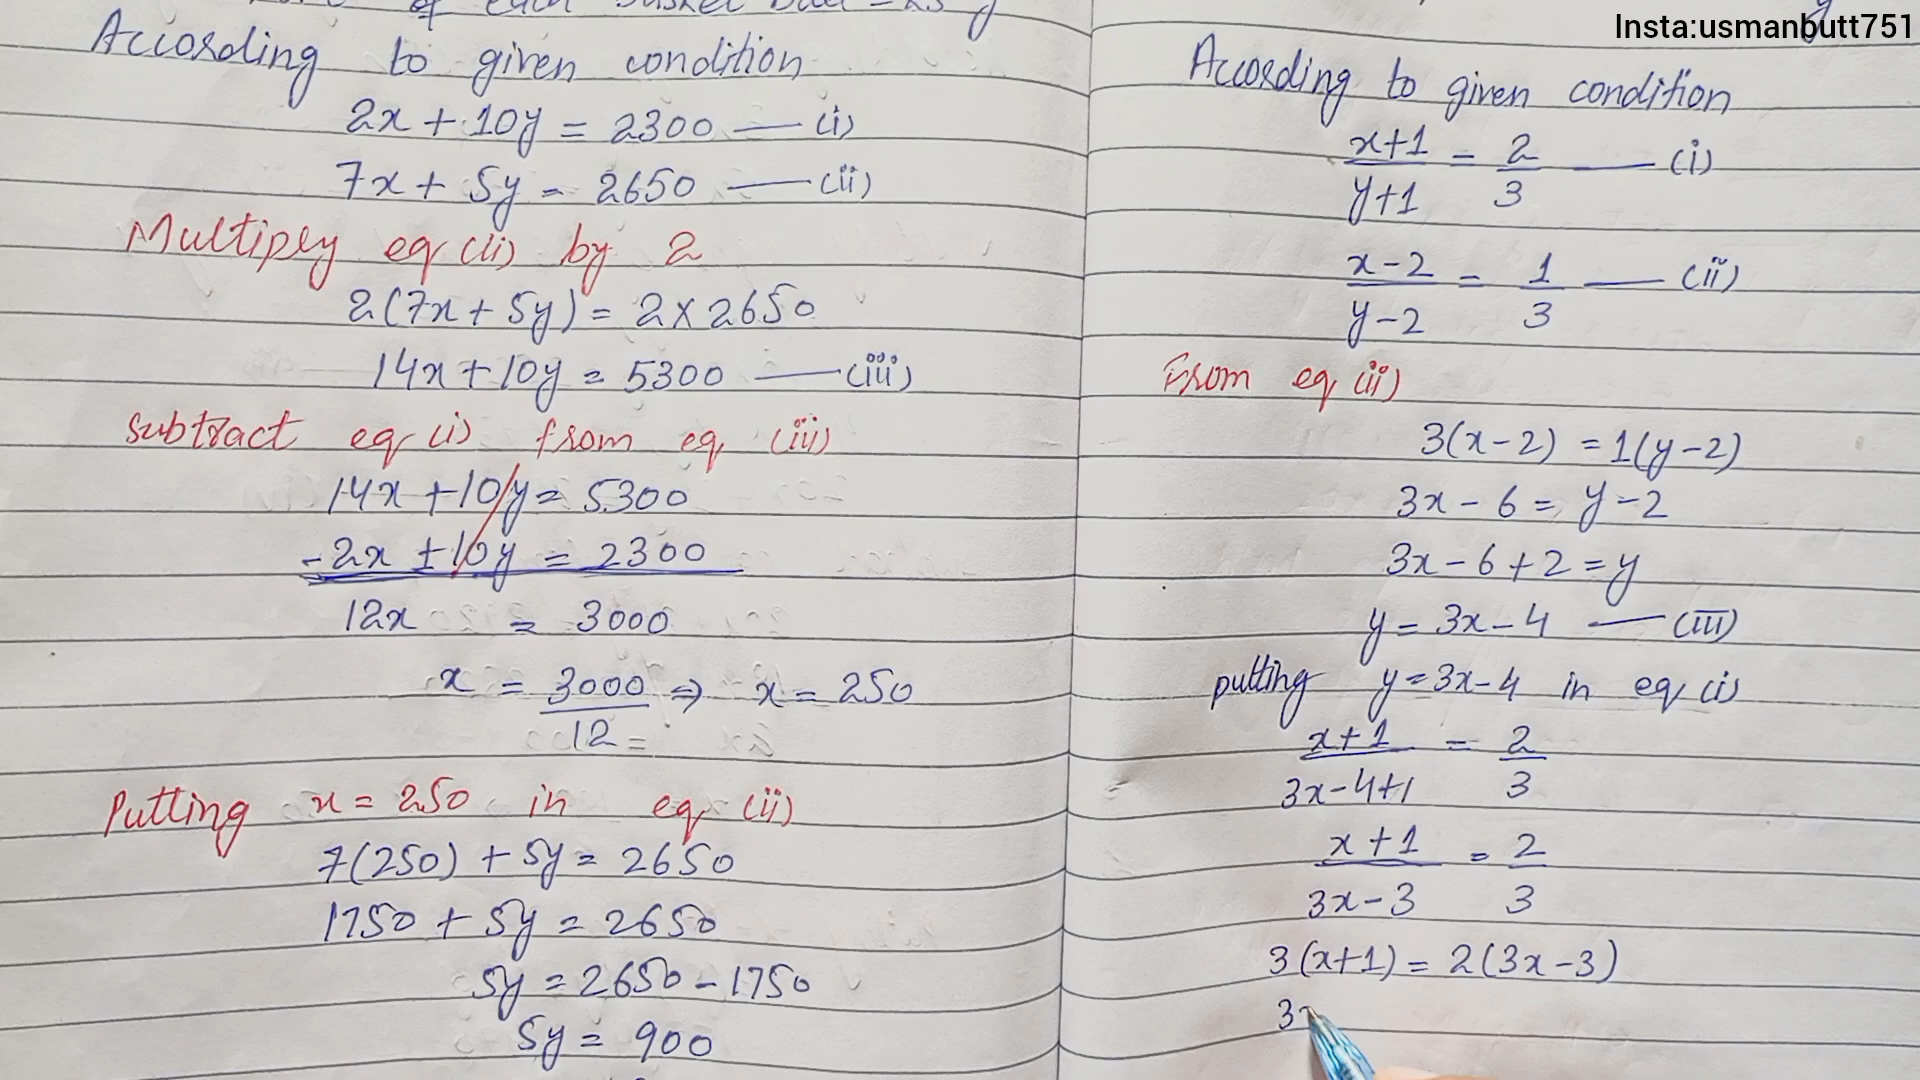 of each basket ball =
According to given condition
2x + 10y = 2300 — (i)
7x + 5y = 2650 — (ii)
Multiply eq (ii) by 2
2(7x + 5y) = 2×2650
14x + 10y = 5300 — (iii)
subtract eq (i) from eq (iii)
14x + 10y = 5300
-2x ± 10y = 2300
12x = 3000
x = 3000/12 ⇒ x = 250
Putting x = 250 in eq (ii)
7(250) + 5y = 2650
1750 + 5y = 2650
5y = 2650 - 1750
5y = 900
Insta:usmanbutt751
According to given condition
x+1/y+1 = 2/3 — (i)
x-2/y-2 = 1/3 — (ii)
From eq (ii)
3(x-2) = 1(y-2)
3x - 6 = y-2
3x - 6 + 2 = y
y = 3x - 4 — (iii)
putting y=3x-4 in eq (i)
x+1/3x-4+1 = 2/3
x+1/3x-3 = 2/3
3(x+1) = 2(3x-3)
3x